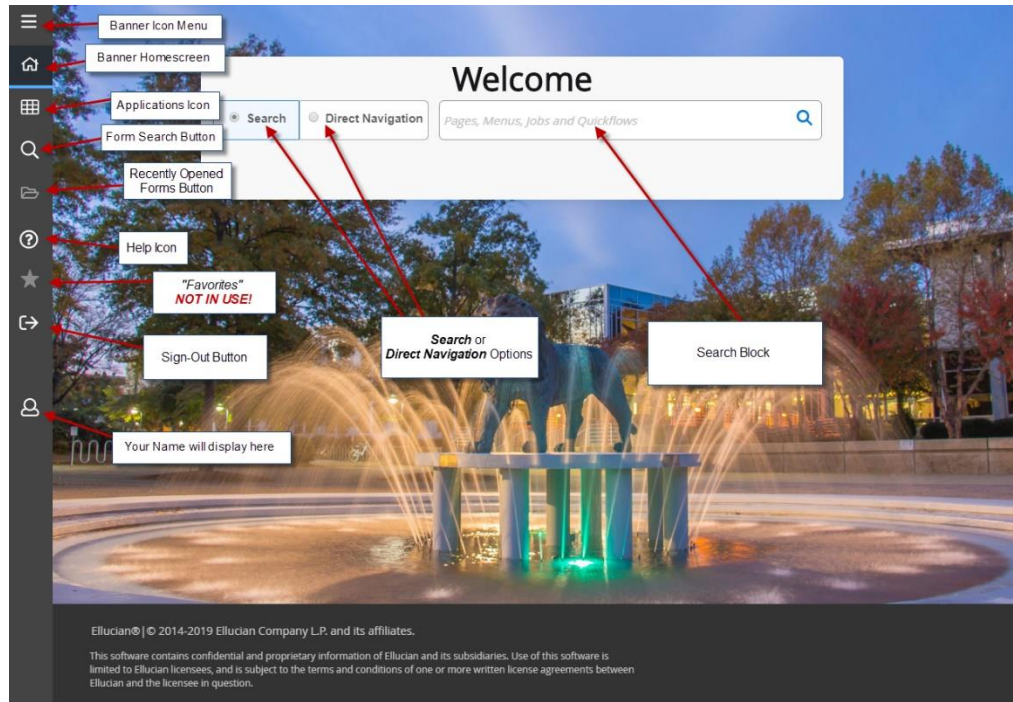 Banner Icon Menu
Banner Homescreen
Applications Icon
Form Search Button
Recently Opened
Forms Button
Help Icon
"Favorites"
NOT IN USE!
Sign-Out Button
Your Name will display here
Welcome
Search
Direct Navigation
Pages, Menus, Jobs and Quickflows
Search or
Direct Navigation Options
Search Block
Ellucian®|© 2014-2019 Ellucian Company L.P. and its affiliates.
This software contains confidential and proprietary information of Ellucian and its subsidiaries. Use of this software is
limited to Ellucian licensees, and is subject to the terms and conditions of one or more written license agreements between
Ellucian and the licensee in question.